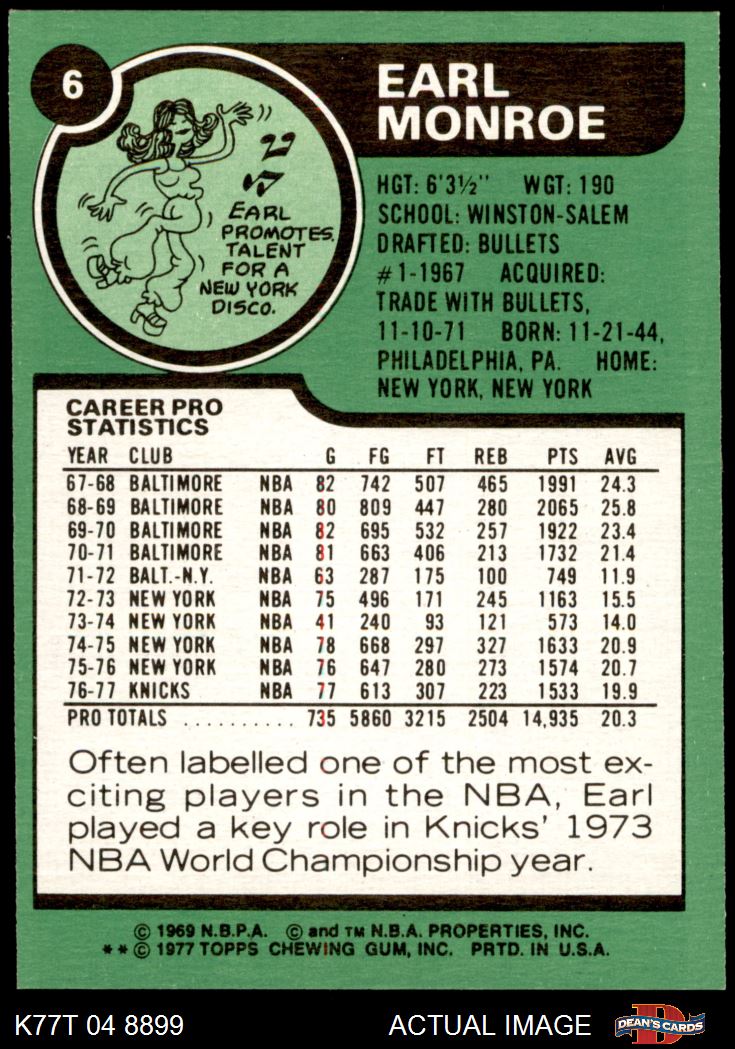 6
EARL
MONROE
EARL
PROMOTES
TALENT
FOR A
NEW YORK
DISCO.
HGT: 6'3½" WGT: 190
SCHOOL: WINSTON-SALEM
DRAFTED: BULLETS
#1-1967 ACQUIRED:
TRADE WITH BULLETS,
11-10-71 BORN: 11-21-44,
PHILADELPHIA, PA. HOME:
NEW YORK, NEW YORK
CAREER PRO
STATISTICS
YEAR CLUB G FG FT REB PTS AVG
67-68 BALTIMORE NBA 82 742 507 465 1991 24.3
68-69 BALTIMORE NBA 80 809 447 280 2065 25.8
69-70 BALTIMORE NBA 82 695 532 257 1922 23.4
70-71 BALTIMORE NBA 81 663 406 213 1732 21.4
71-72 BALT.-N.Y. NBA 63 287 175 100 749 11.9
72-73 NEW YORK NBA 75 496 171 245 1163 15.5
73-74 NEW YORK NBA 41 240 93 121 573 14.0
74-75 NEW YORK NBA 78 668 297 327 1633 20.9
75-76 NEW YORK NBA 76 647 280 273 1574 20.7
76-77 KNICKS NBA 77 613 307 223 1533 19.9
PRO TOTALS .......... 735 5860 3215 2504 14,935 20.3
Often labelled one of the most ex-
citing players in the NBA, Earl
played a key role in Knicks' 1973
NBA World Championship year.
© 1969 N.B.P.A. © and TM N.B.A. PROPERTIES, INC.
**© 1977 TOPPS CHEWING GUM, INC. PRTD. IN U.S.A.
K77T 04 8899 ACTUAL IMAGE
D
DEAN'S CARDS